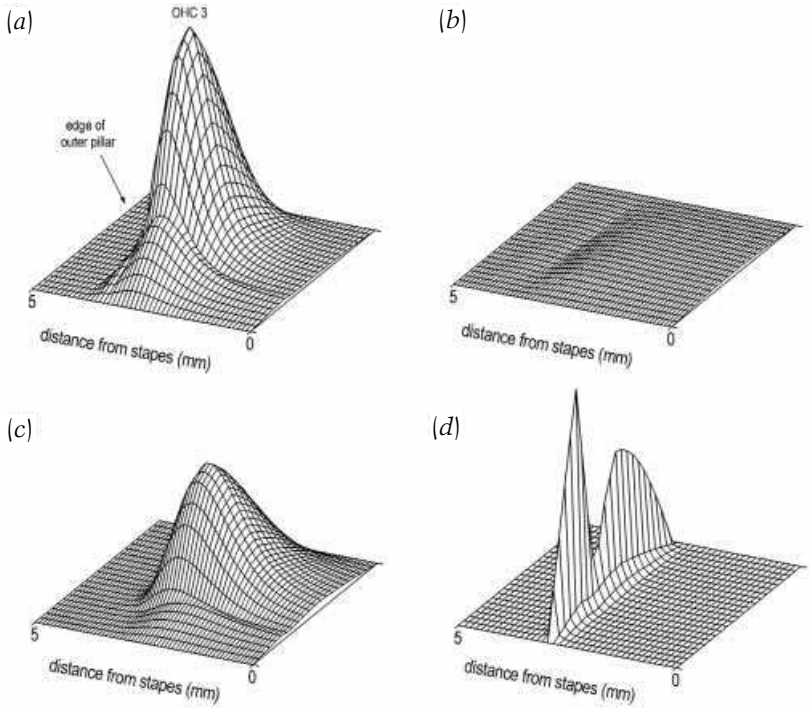 (a)
OHC 3
edge of
outer pillar
5
distance from stapes (mm)
0
(b)
5
distance from stapes (mm)
0
(c)
5
distance from stapes (mm)
0
(d)
5
distance from stapes (mm)
0